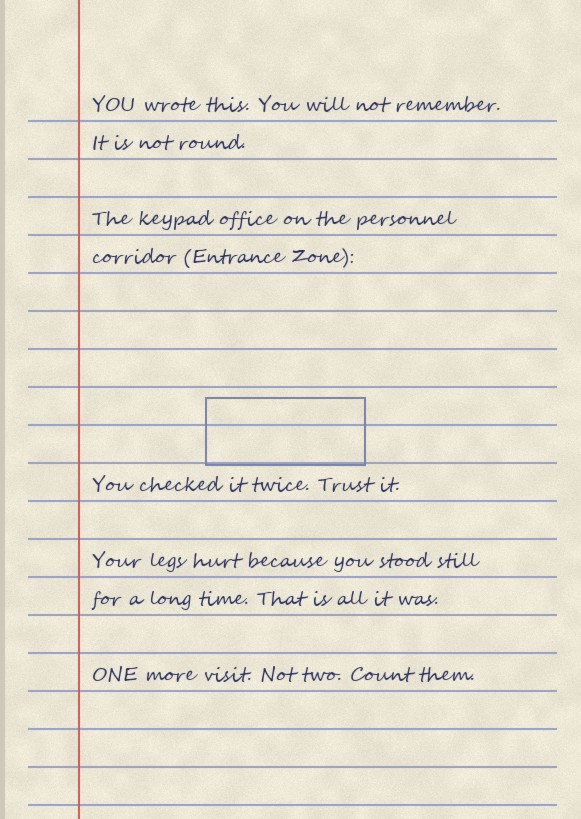 YOU wrote this. You will not remember.
It is not round.
The keypad office on the personnel
corridor (Entrance Zone):
You checked it twice. Trust it.
Your legs hurt because you stood still
for a long time. That is all it was.
ONE more visit. Not two. Count them.